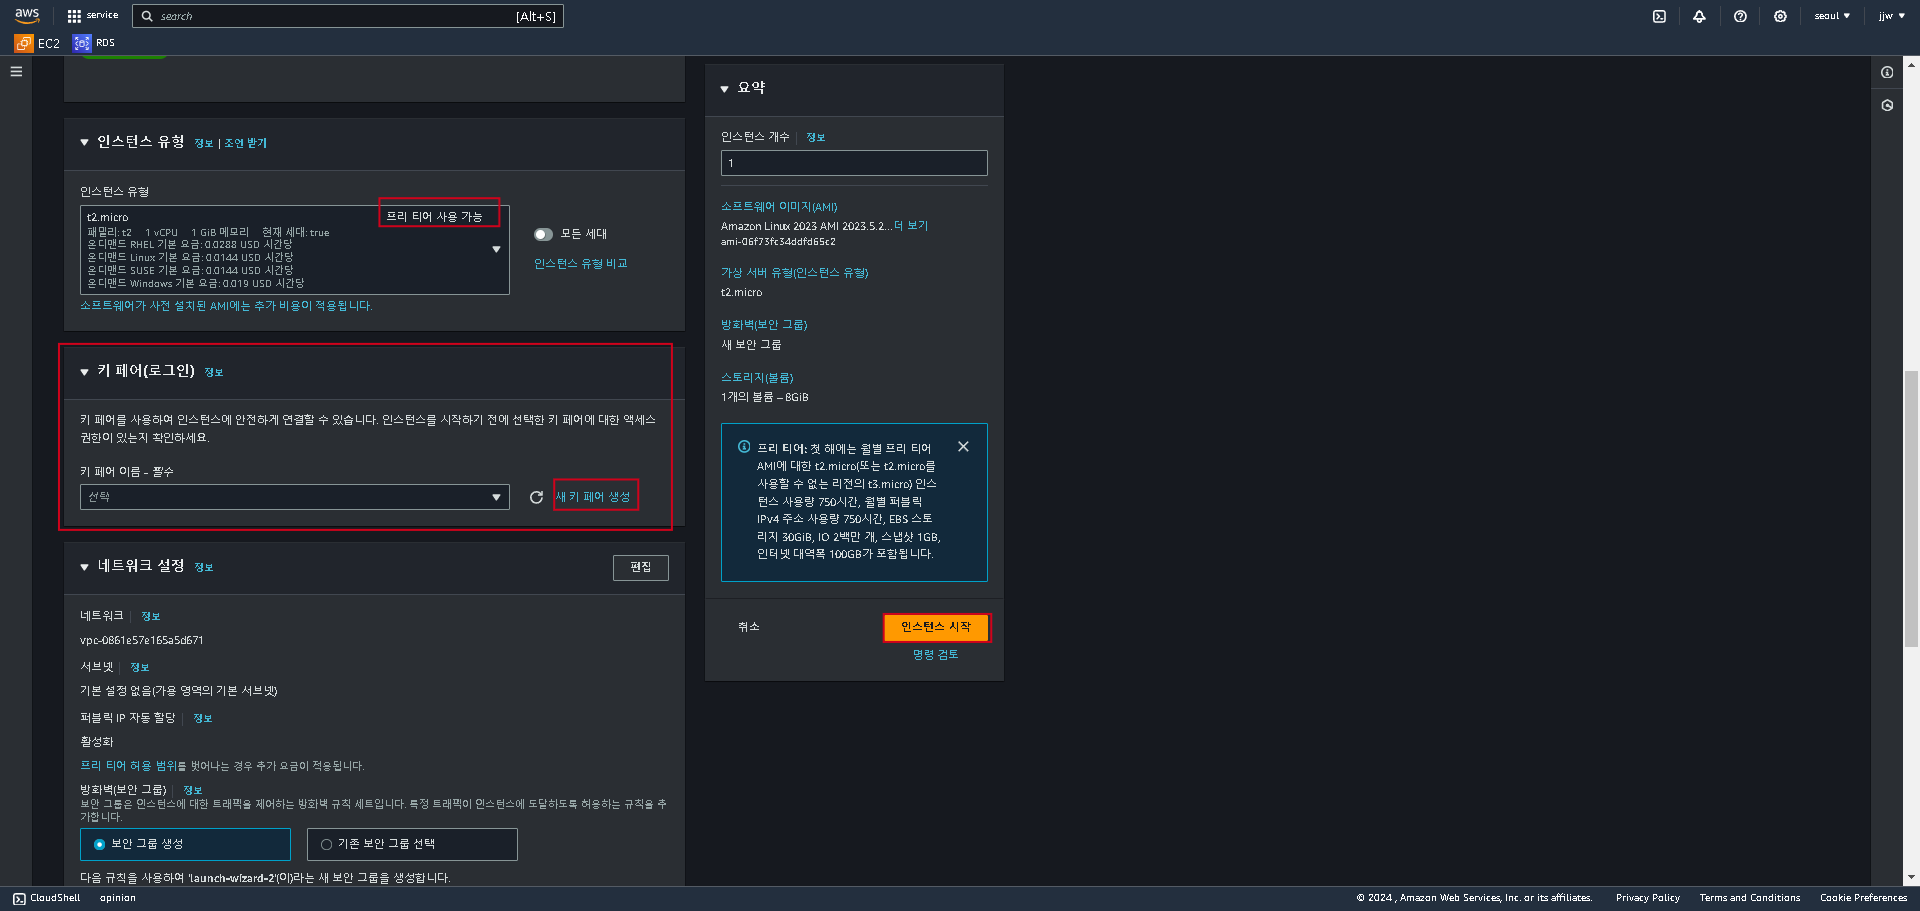 aws
service
search
[Alt+S]
seoul
jjw
EC2
RDS
인스턴스 유형 정보 | 조언 받기
인스턴스 유형
t2.micro
프리 티어 사용 가능
패밀리: t2 1 vCPU 1 GiB 메모리 현재 세대: true
온디맨드 RHEL 기본 요금: 0.0288 USD 시간당
온디맨드 Linux 기본 요금: 0.0144 USD 시간당
온디맨드 SUSE 기본 요금: 0.0144 USD 시간당
온디맨드 Windows 기본 요금: 0.019 USD 시간당
모든 세대
인스턴스 유형 비교
소프트웨어가 사전 설치된 AMI에는 추가 비용이 적용됩니다.
키 페어(로그인) 정보
키 페어를 사용하여 인스턴스에 안전하게 연결할 수 있습니다. 인스턴스를 시작하기 전에 선택한 키 페어에 대한 액세스
권한이 있는지 확인하세요.
키 페어 이름 - 필수
선택
새 키 페어 생성
네트워크 설정 정보
편집
네트워크 정보
vpc-0861e57e165a5d671
서브넷 정보
기본 설정 없음(가용 영역의 기본 서브넷)
퍼블릭 IP 자동 할당 정보
활성화
프리 티어 허용 범위를 벗어나는 경우 추가 요금이 적용됩니다.
방화벽(보안 그룹) 정보
보안 그룹은 인스턴스에 대한 트래픽을 제어하는 방화벽 규칙 세트입니다. 특정 트래픽이 인스턴스에 도달하도록 허용하는 규칙을 추
가합니다.
보안 그룹 생성
기존 보안 그룹 선택
다음 규칙을 사용하여 'launch-wizard-2'(이)라는 새 보안 그룹을 생성합니다.
요약
인스턴스 개수 정보
1
소프트웨어 이미지(AMI)
Amazon Linux 2023 AMI 2023.5.2...더 보기
ami-06f73fc34ddfd65c2
가상 서버 유형(인스턴스 유형)
t2.micro
방화벽(보안 그룹)
새 보안 그룹
스토리지(볼륨)
1개의 볼륨 – 8GiB
프리 티어: 첫 해에는 월별 프리 티어
AMI에 대한 t2.micro(또는 t2.micro를
사용할 수 없는 리전의 t3.micro) 인스
턴스 사용량 750시간, 월별 퍼블릭
IPv4 주소 사용량 750시간, EBS 스토
리지 30GiB, IO 2백만 개, 스냅샷 1GB,
인터넷 대역폭 100GB가 포함됩니다.
취소
인스턴스 시작
명령 검토
CloudShell
opinion
© 2024 , Amazon Web Services, Inc. or its affiliates.
Privacy Policy
Terms and Conditions
Cookie Preferences